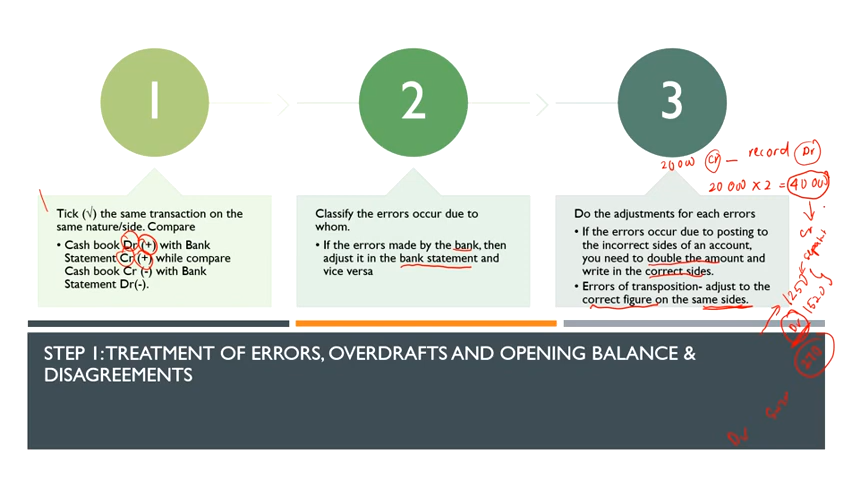 1
2
3
20 000 Cr – record Dr
20 000 x 2 = 40 000
Tick (√) the same transaction on the
same nature/side. Compare
• Cash book Dr (+) with Bank
Statement Cr (+) while compare
Cash book Cr (-) with Bank
Statement Dr(-).
Classify the errors occur due to
whom.
• If the errors made by the bank, then
adjust it in the bank statement and
vice versa
Do the adjustments for each errors
• If the errors occur due to posting to
the incorrect sides of an account,
you need to double the amount and
write in the correct sides.
• Errors of transposition- adjust to the
correct figure on the same sides.
Cr
Dr
270
Dr
STEP 1:TREATMENT OF ERRORS, OVERDRAFTS AND OPENING BALANCE &
DISAGREEMENTS